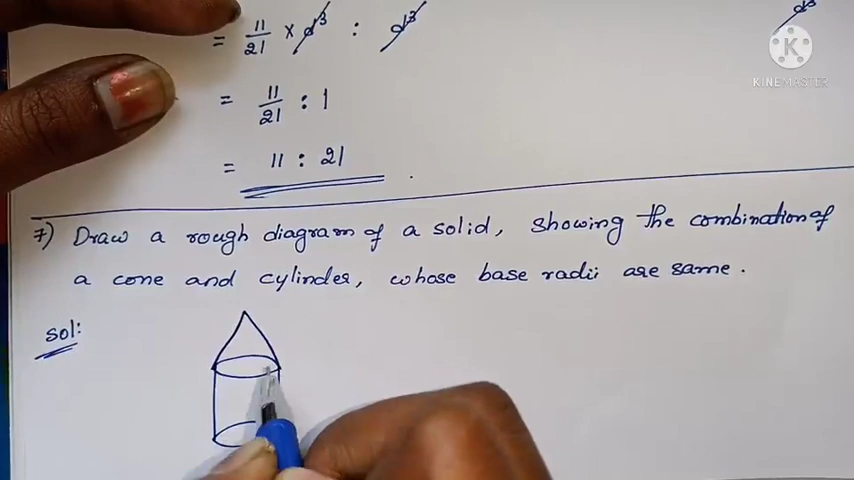 = 11/21 × d³ : d³
d³
KINEMASTER
= 11/21 : 1
= 11 : 21
7) Draw a rough diagram of a solid, showing the combination of
a cone and cylinder, whose base radii are same.
sol: